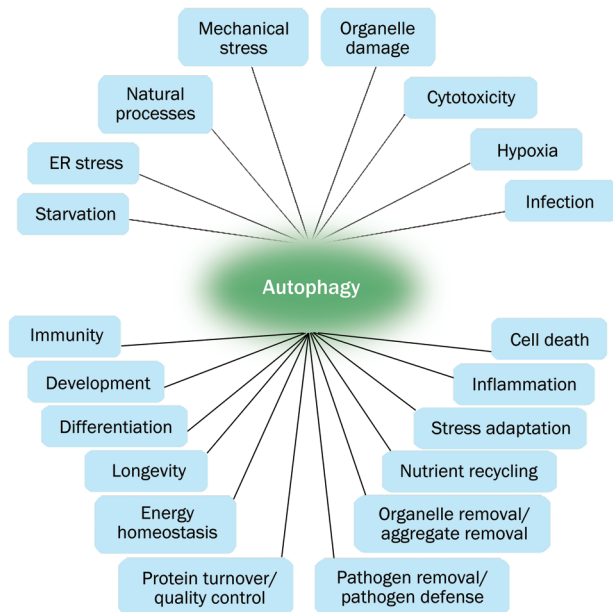 Mechanical
stress
Organelle
damage
Natural
processes
Cytotoxicity
ER stress
Hypoxia
Starvation
Infection
Autophagy
Immunity
Cell death
Development
Inflammation
Differentiation
Stress adaptation
Longevity
Nutrient recycling
Energy
homeostasis
Organelle removal/
aggregate removal
Protein turnover/
quality control
Pathogen removal/
pathogen defense